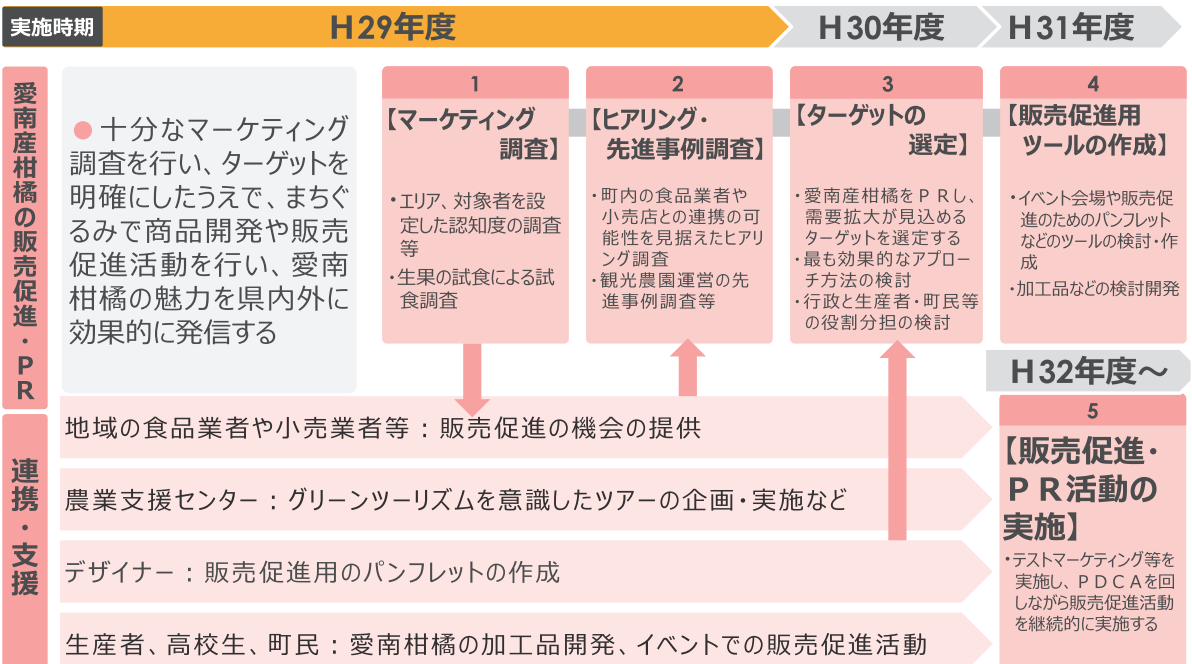 実施時期
H29年度
H30年度
H31年度
愛南産柑橘の販売促進・PR
● 十分なマーケティング
調査を行い、ターゲットを
明確にしたうえで、まちぐ
るみで商品開発や販売
促進活動を行い、愛南
柑橘の魅力を県内外に
効果的に発信する
1
【マーケティング
調査】
・エリア、対象者を設
定した認知度の調査
等
・生果の試食による試
食調査
2
【ヒアリング・
先進事例調査】
・町内の食品業者や
小売店との連携の可
能性を見据えたヒアリ
ング調査
・観光農園運営の先
進事例調査等
3
【ターゲットの
選定】
・愛南産柑橘をＰＲし、
需要拡大が見込める
ターゲットを選定する
・最も効果的なアプロー
チ方法の検討
・行政と生産者・町民等
の役割分担の検討
4
【販売促進用
ツールの作成】
・イベント会場や販売促
進のためのパンフレット
などのツールの検討・作
成
・加工品などの検討開発
H32年度～
5
【販売促進・
ＰＲ活動の
実施】
・テストマーケティング等を
実施し、ＰＤＣＡを回
しながら販売促進活動
を継続的に実施する
連携・支援
地域の食品業者や小売業者等：販売促進の機会の提供
農業支援センター：グリーンツーリズムを意識したツアーの企画・実施など
デザイナー：販売促進用のパンフレットの作成
生産者、高校生、町民：愛南柑橘の加工品開発、イベントでの販売促進活動